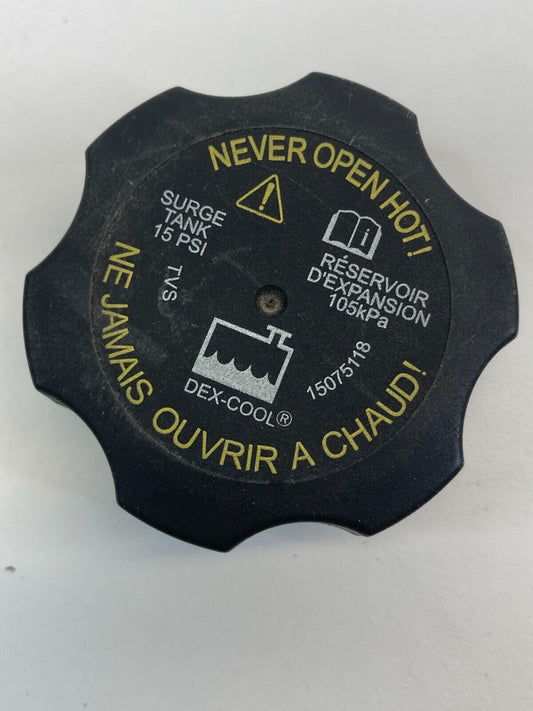 NEVER OPEN HOT!
SURGE
TANK
15 PSI
TVS
RÉSERVOIR
D'EXPANSION
105kPa
15075118
DEX-COOL®
NE JAMAIS OUVRIR A CHAUD!